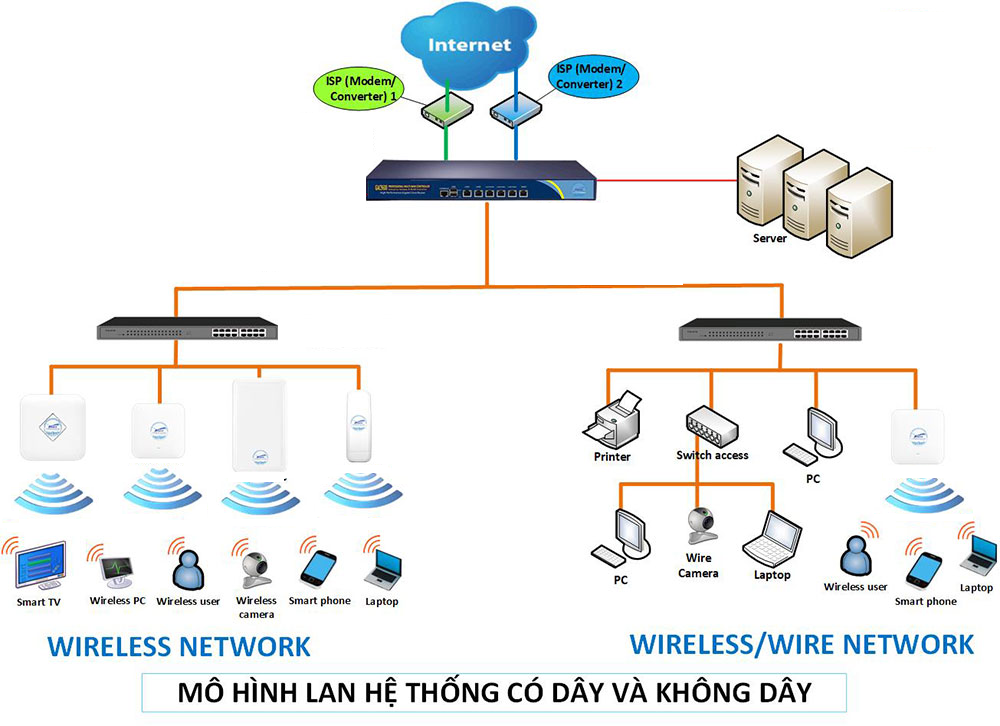 Internet
ISP (Modem/
Converter) 1
ISP (Modem/
Converter) 2
Server
Printer
Switch access
PC
PC
Wire
Camera
Laptop
Smart TV
Wireless PC
Wireless user
Wireless
camera
Smart phone
Laptop
Wireless user
Smart phone
Laptop
WIRELESS NETWORK
WIRELESS/WIRE NETWORK
MÔ HÌNH LAN HỆ THỐNG CÓ DÂY VÀ KHÔNG DÂY